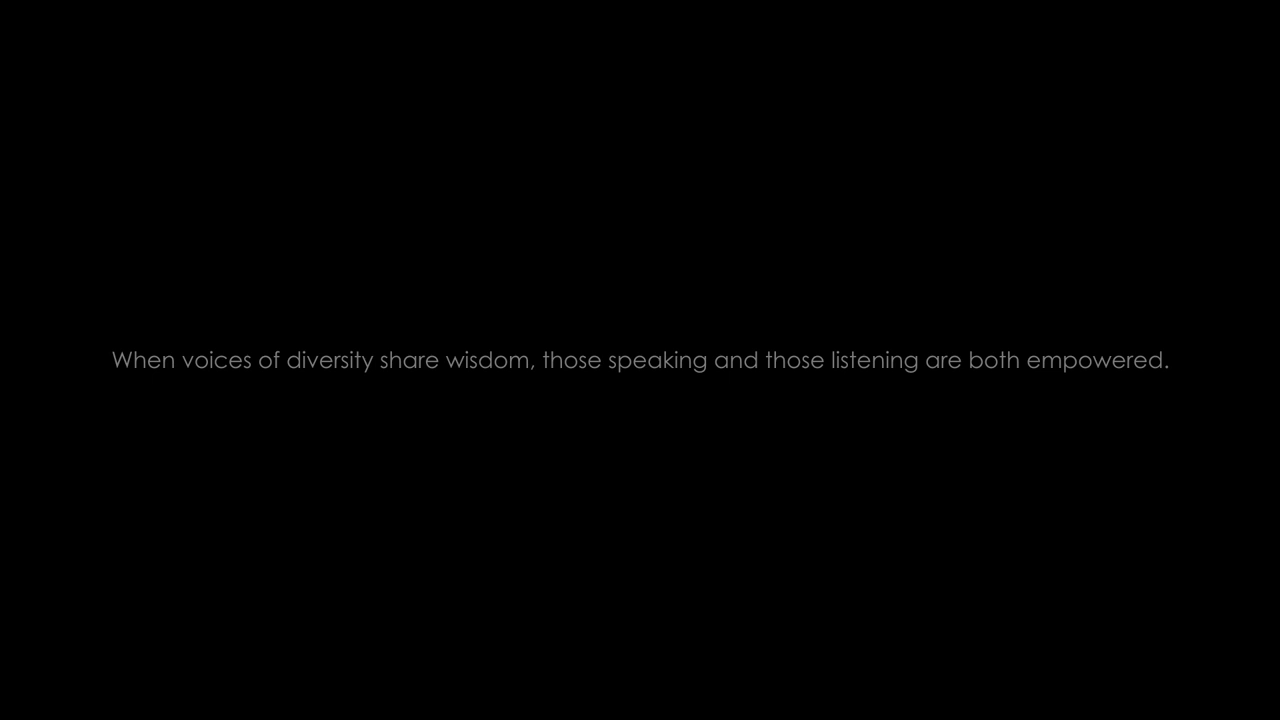 When voices of diversity share wisdom, those speaking and those listening are both empowered.